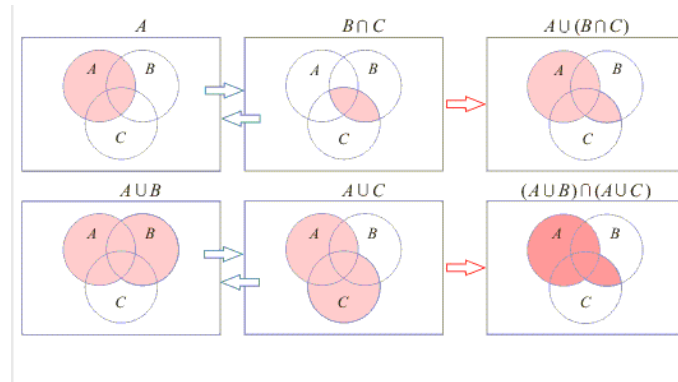 A B∩C A∪(B∩C)
A B A B A B
C C C
A∪B A∪C (A∪B)∩(A∪C)
A B A B A B
C C C